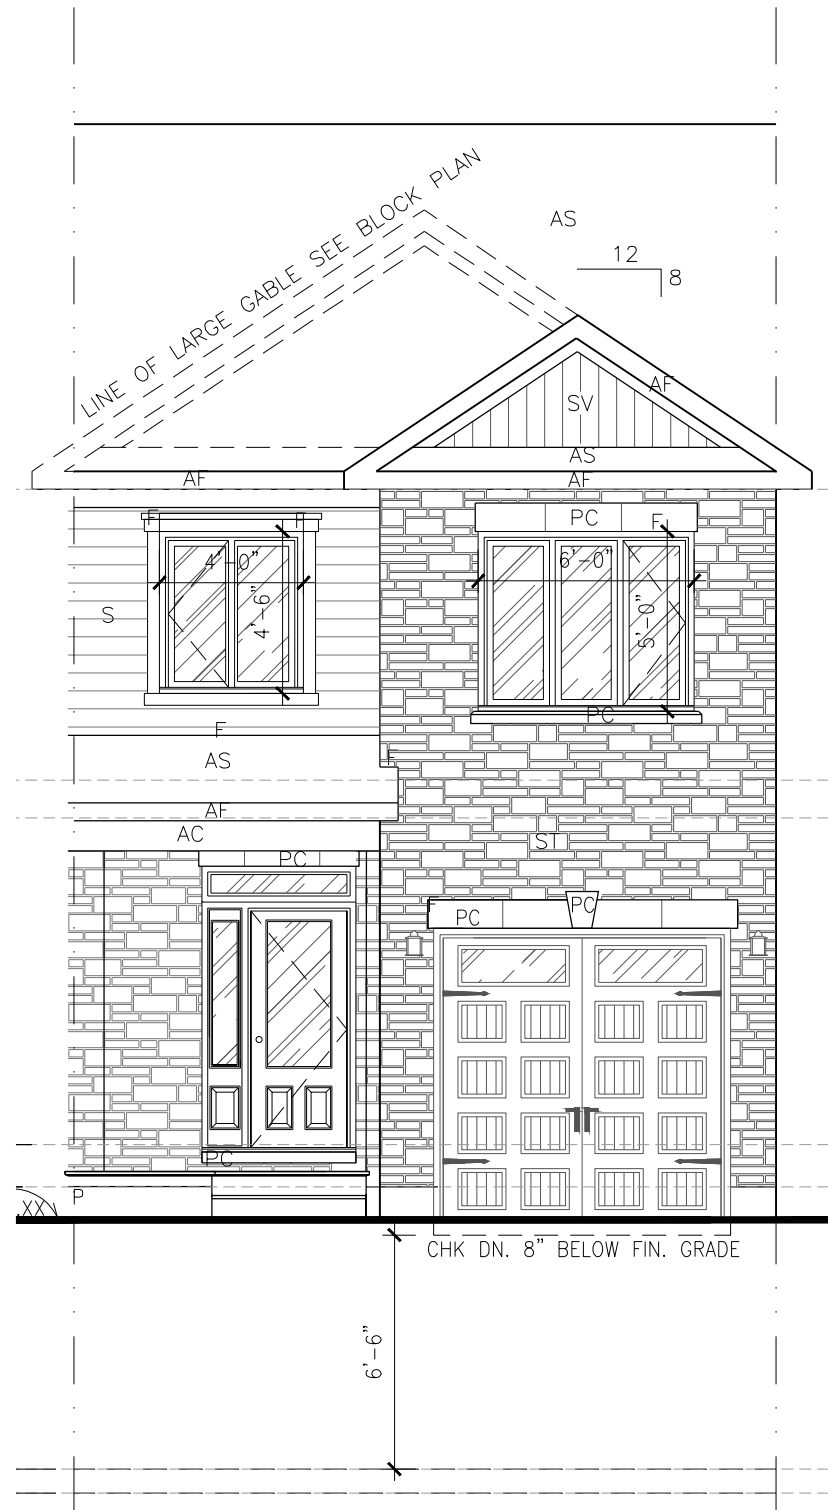 LINE OF LARGE GABLE SEE BLOCK PLAN
AS
12
8
AF
SV
AS
AF
AF
F
F
PC
F
4'-0"
6'-0"
4'-6"
5'-0"
S
PC
F
F
AS
AF
AC
ST
PC
F
PC
PC
PC
P
XX
CHK DN. 8" BELOW FIN. GRADE
6'-6"